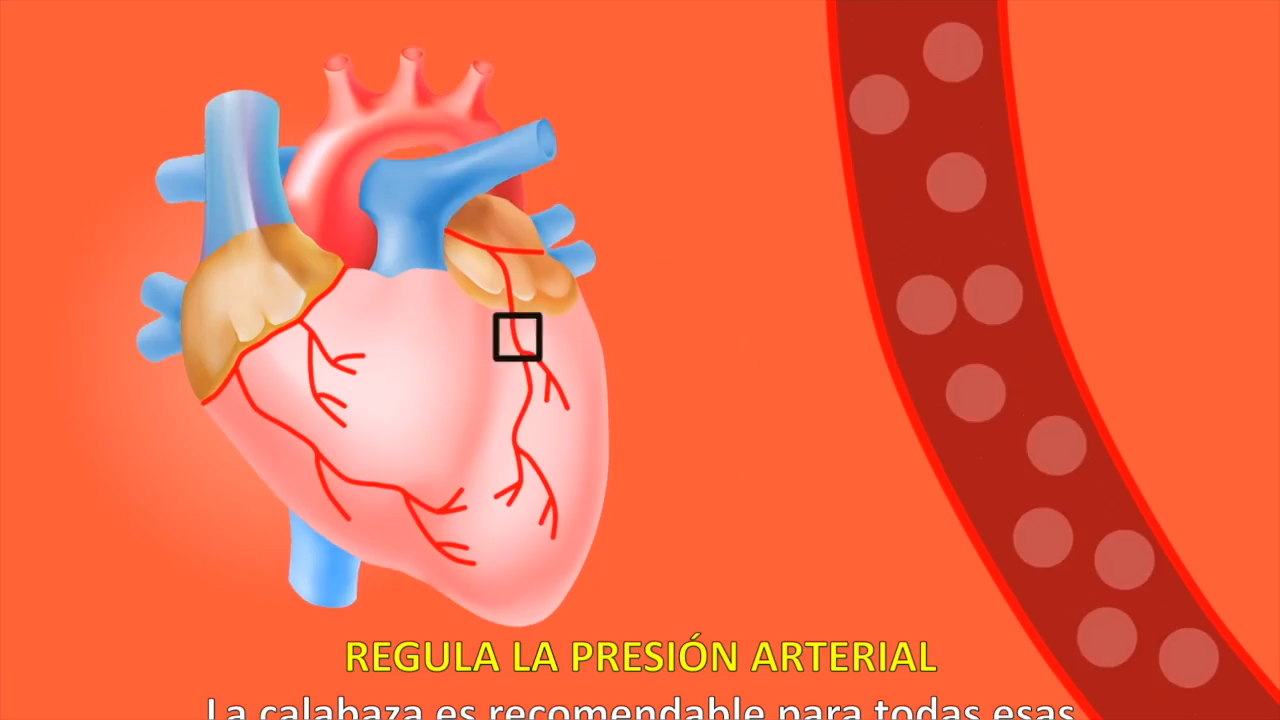 REGULA LA PRESIÓN ARTERIAL
La calabaza es recomendable para todas esas